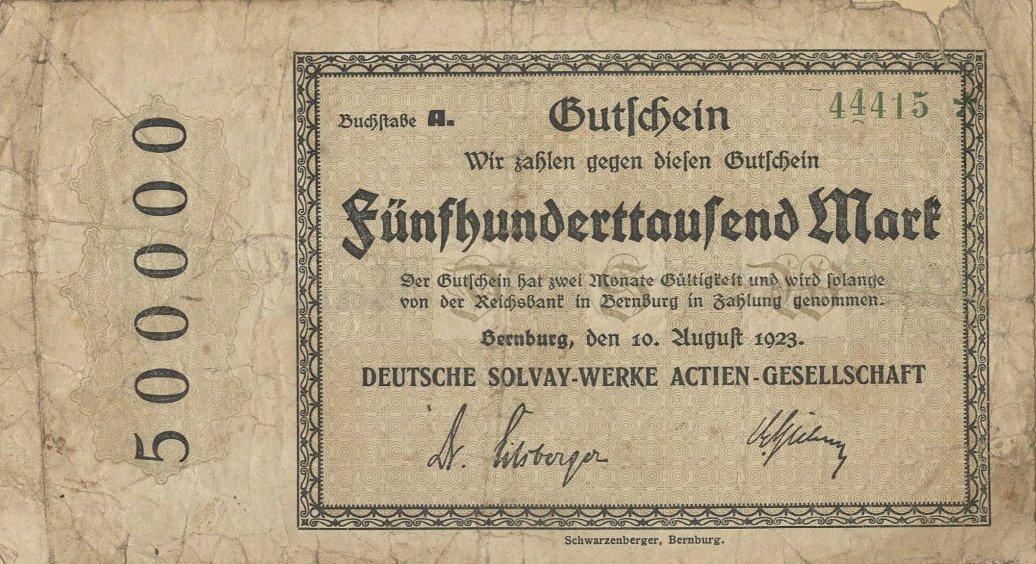 500000
Buchstabe A.
Gutschein
44415 *
Wir zahlen gegen diesen Gutschein
Fünfhunderttausend Mark
Der Gutschein hat zwei Monate Gültigkeit und wird solange
von der Reichsbank in Bernburg in Zahlung genommen.
D S W
Bernburg, den 10. August 1923.
DEUTSCHE SOLVAY-WERKE ACTIEN-GESELLSCHAFT
Dr.
Schwarzenberger, Bernburg.